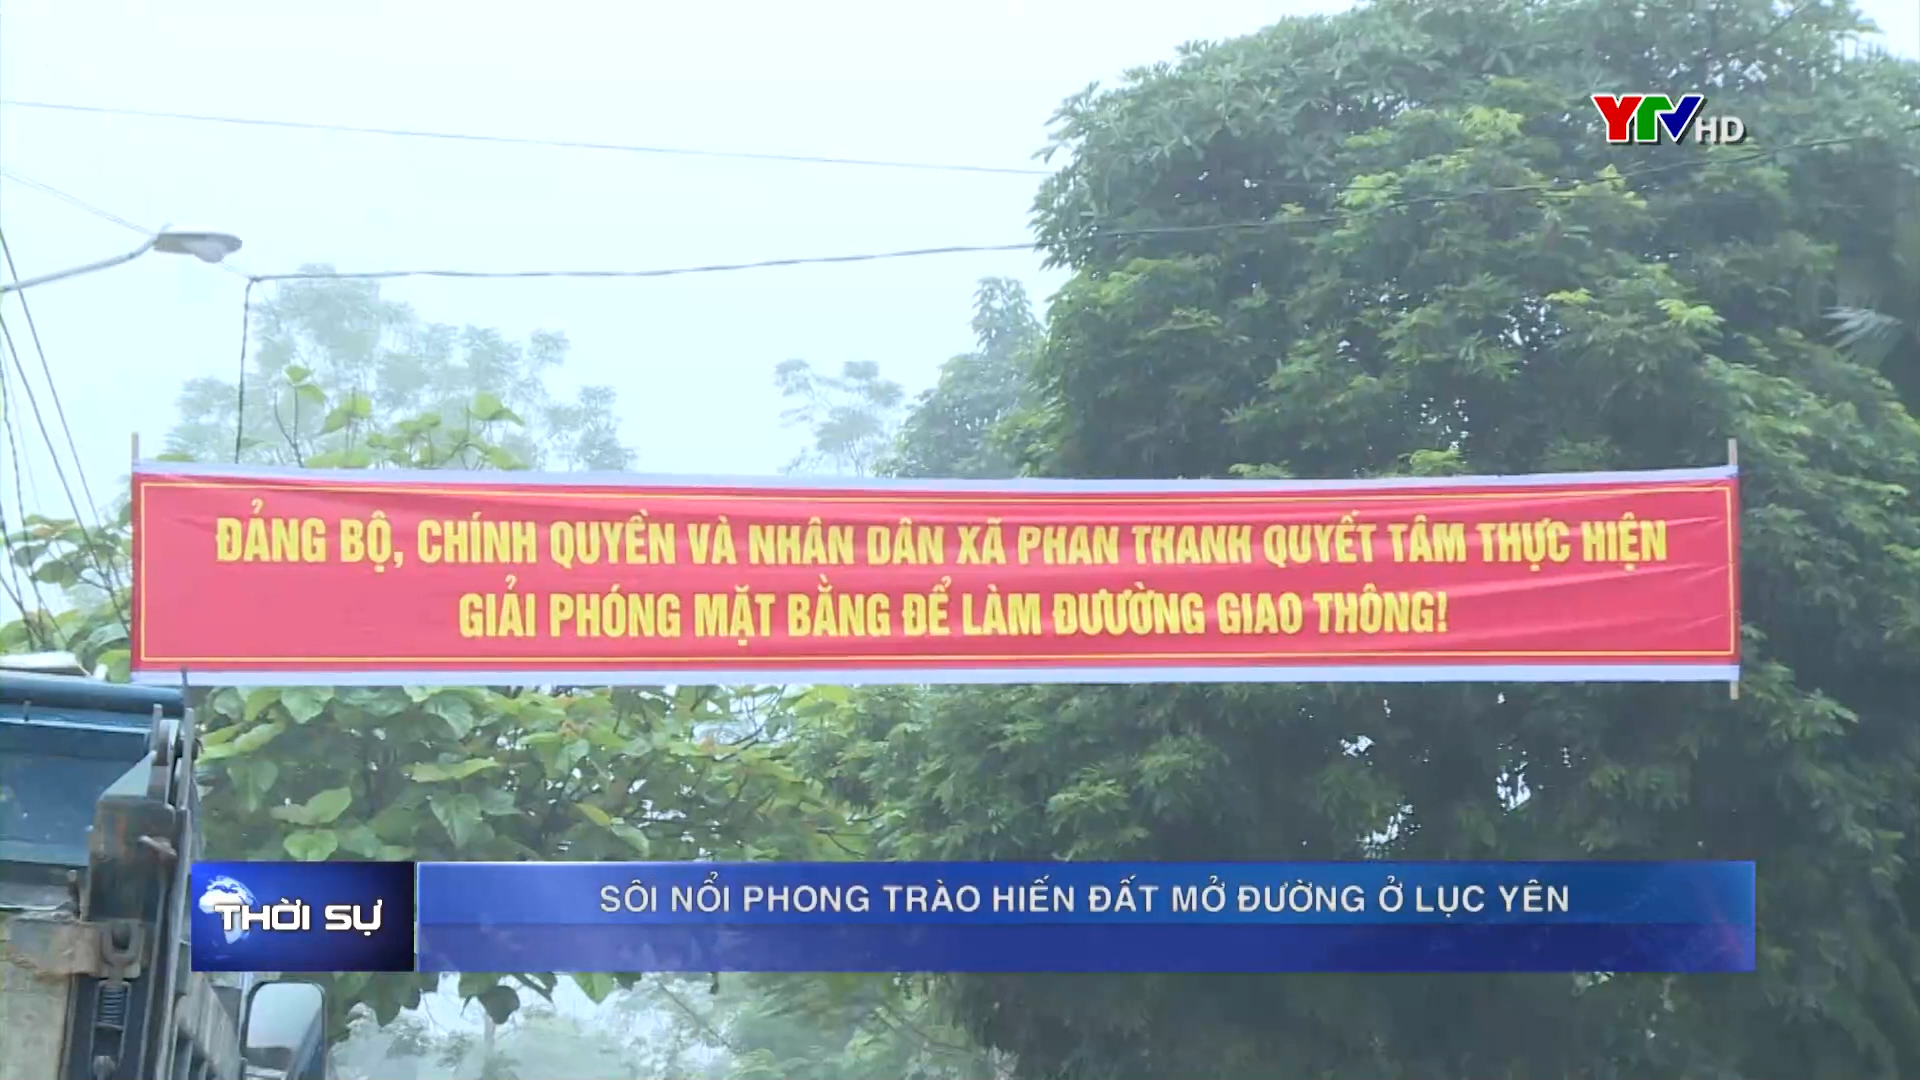 YTV HD
ĐẢNG BỘ, CHÍNH QUYỀN VÀ NHÂN DÂN XÃ PHAN THANH QUYẾT TÂM THỰC HIỆN
GIẢI PHÓNG MẶT BẰNG ĐỂ LÀM ĐƯƯỜNG GIAO THÔNG!
THỜI SỰ
SÔI NỔI PHONG TRÀO HIẾN ĐẤT MỞ ĐƯỜNG Ở LỤC YÊN